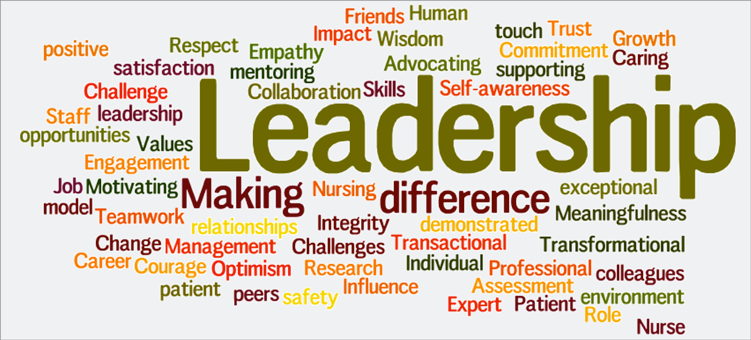 Friends Human
Impact Wisdom touch Trust
positive Respect Empathy Commitment Growth
satisfaction mentoring Advocating supporting Caring
Challenge Collaboration Skills Self-awareness
Staff leadership
Leadership
opportunities Values
Engagement
Job Motivating Making Nursing difference exceptional
model Teamwork relationships Integrity demonstrated Meaningfulness
Change Management Challenges Transactional Transformational
Career Courage Optimism Research Individual Professional colleagues
patient peers safety Influence Assessment
Expert Patient environment
Role
Nurse